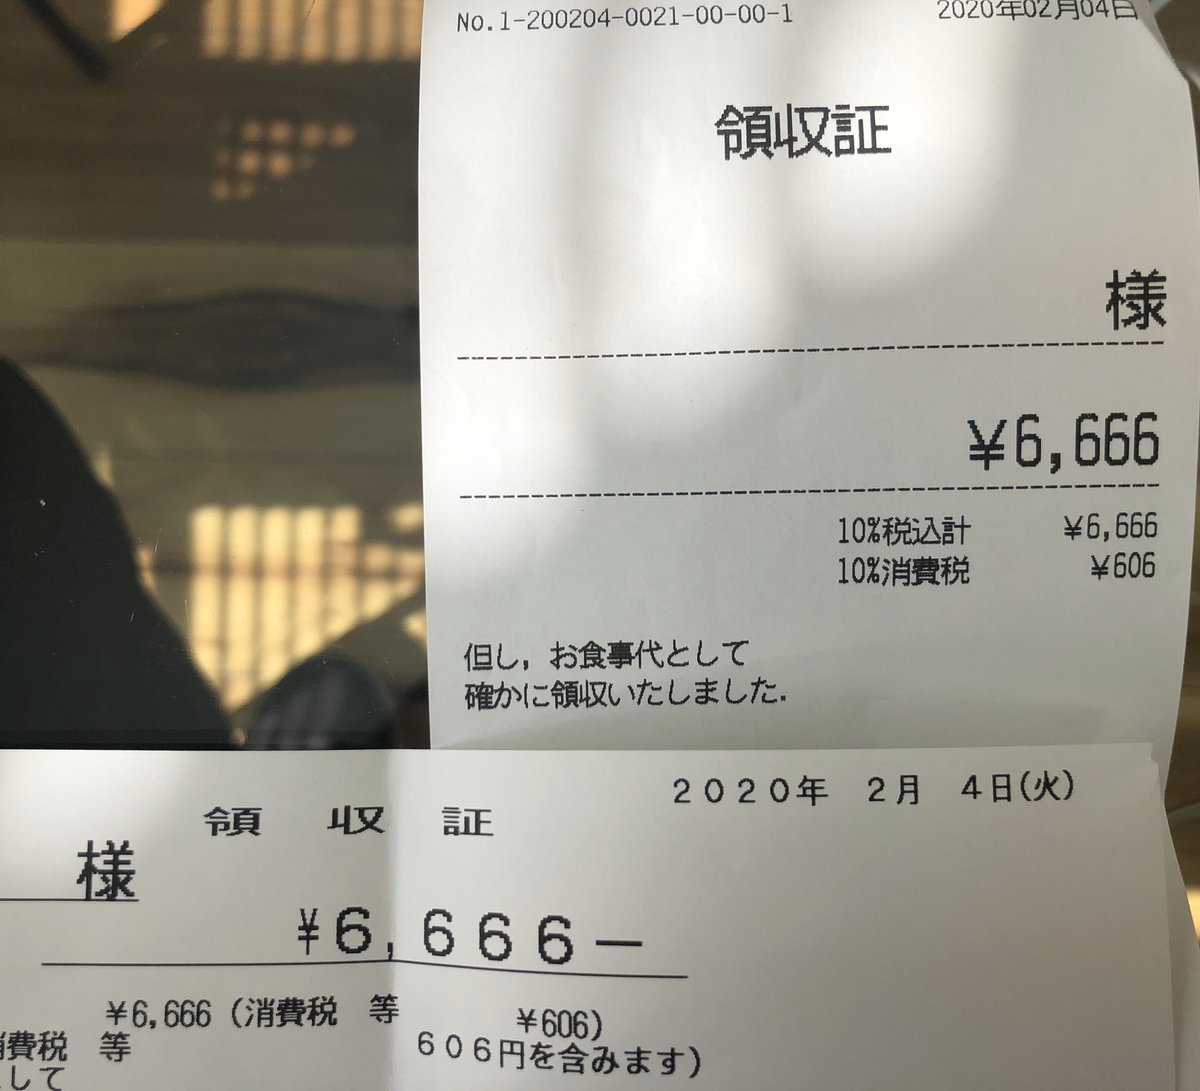 No.1-200204-0021-00-00-1 2020年02月04日
領収証
様
¥6,666
10%税込計 ¥6,666
10%消費税 ¥606
但し, お食事代として
確かに領収いたしました.
2020年 2月 4日(火)
領 収 証
様
¥6,666−
¥6,666 (消費税 等 ¥606)
費税 等 606円を含みます)
して